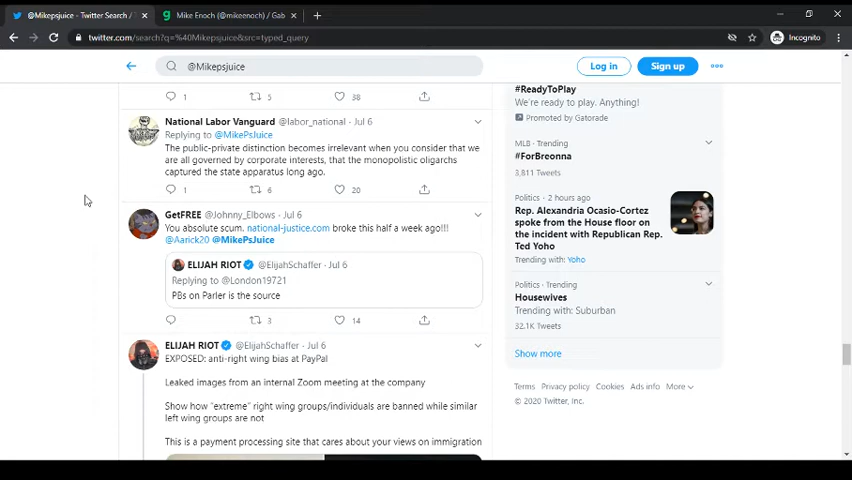 @Mikepsjuice - Twitter Search /
Mike Enoch (@mikeenoch) / Gab
twitter.com/search?q=%40Mikepsjuice&src=typed_query
Incognito
@Mikepsjuice
Log in
Sign up
1
5
38
National Labor Vanguard @labor_national · Jul 6
Replying to @MikePsJuice
The public-private distinction becomes irrelevant when you consider that we
are all governed by corporate interests, that the monopolistic oligarchs
captured the state apparatus long ago.
1
6
20
GetFREE @Johnny_Elbows · Jul 6
You absolute scum. national-justice.com broke this half a week ago!!!
@Aarick20 @MikePsJuice
ELIJAH RIOT @ElijahSchaffer · Jul 6
Replying to @London19721
PBs on Parler is the source
3
14
ELIJAH RIOT @ElijahSchaffer · Jul 6
EXPOSED: anti-right wing bias at PayPal
Leaked images from an internal Zoom meeting at the company
Show how "extreme" right wing groups/individuals are banned while similar
left wing groups are not
This is a payment processing site that cares about your views on immigration
#ReadyToPlay
We're ready to play. Anything!
Promoted by Gatorade
MLB · Trending
#ForBreonna
3,811 Tweets
Politics · 2 hours ago
Rep. Alexandria Ocasio-Cortez
spoke from the House floor on
the incident with Republican Rep.
Ted Yoho
Trending with: Yoho
Politics · Trending
Housewives
Trending with: Suburban
32.1K Tweets
Show more
Terms Privacy policy Cookies Ads info More
© 2020 Twitter, Inc.